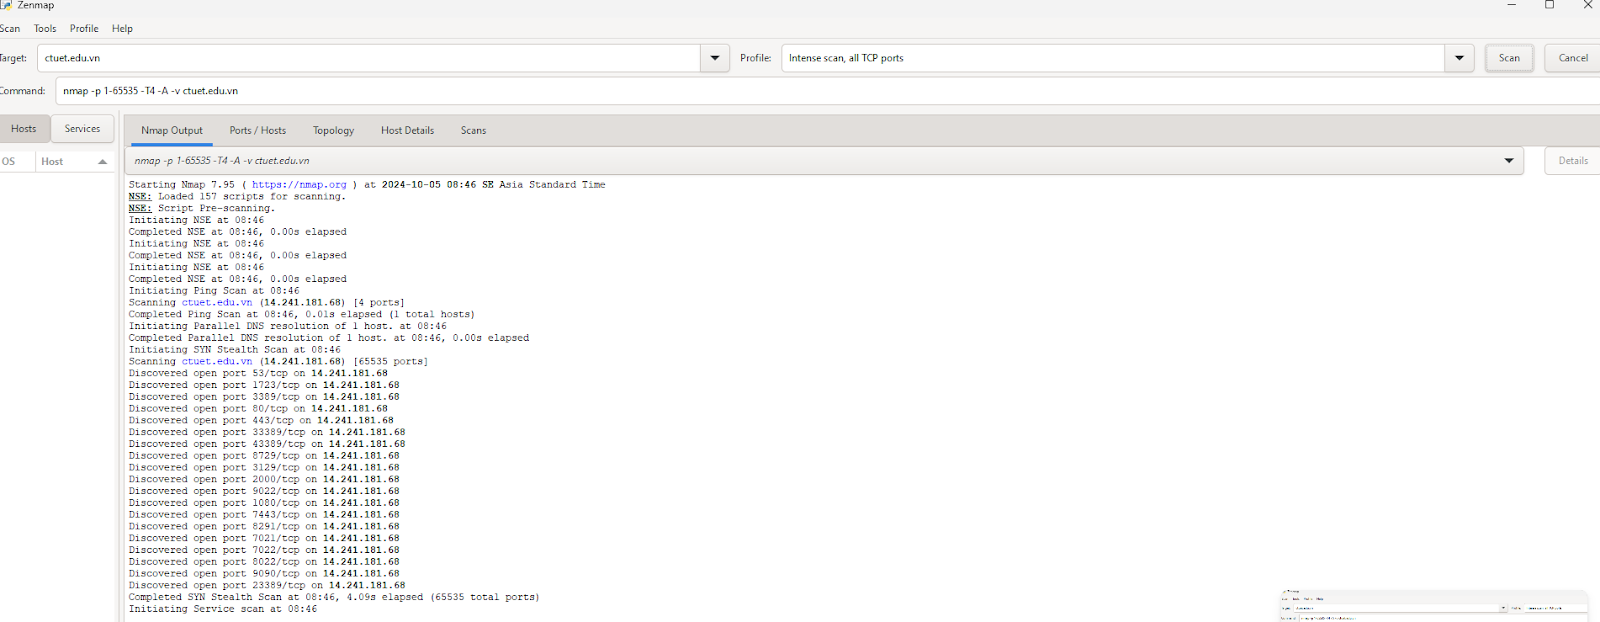 Zenmap
Scan Tools Profile Help
Target: ctuet.edu.vn Profile: Intense scan, all TCP ports Scan Cancel
Command: nmap -p 1-65535 -T4 -A -v ctuet.edu.vn
Hosts Services Nmap Output Ports / Hosts Topology Host Details Scans
OS Host nmap -p 1-65535 -T4 -A -v ctuet.edu.vn Details
Starting Nmap 7.95 ( https://nmap.org ) at 2024-10-05 08:46 SE Asia Standard Time
NSE: Loaded 157 scripts for scanning.
NSE: Script Pre-scanning.
Initiating NSE at 08:46
Completed NSE at 08:46, 0.00s elapsed
Initiating NSE at 08:46
Completed NSE at 08:46, 0.00s elapsed
Initiating NSE at 08:46
Completed NSE at 08:46, 0.00s elapsed
Initiating Ping Scan at 08:46
Scanning ctuet.edu.vn (14.241.181.68) [4 ports]
Completed Ping Scan at 08:46, 0.01s elapsed (1 total hosts)
Initiating Parallel DNS resolution of 1 host. at 08:46
Completed Parallel DNS resolution of 1 host. at 08:46, 0.00s elapsed
Initiating SYN Stealth Scan at 08:46
Scanning ctuet.edu.vn (14.241.181.68) [65535 ports]
Discovered open port 53/tcp on 14.241.181.68
Discovered open port 1723/tcp on 14.241.181.68
Discovered open port 3389/tcp on 14.241.181.68
Discovered open port 80/tcp on 14.241.181.68
Discovered open port 443/tcp on 14.241.181.68
Discovered open port 33389/tcp on 14.241.181.68
Discovered open port 43389/tcp on 14.241.181.68
Discovered open port 8729/tcp on 14.241.181.68
Discovered open port 3129/tcp on 14.241.181.68
Discovered open port 2000/tcp on 14.241.181.68
Discovered open port 9022/tcp on 14.241.181.68
Discovered open port 1080/tcp on 14.241.181.68
Discovered open port 7443/tcp on 14.241.181.68
Discovered open port 8291/tcp on 14.241.181.68
Discovered open port 7021/tcp on 14.241.181.68
Discovered open port 7022/tcp on 14.241.181.68
Discovered open port 8022/tcp on 14.241.181.68
Discovered open port 9090/tcp on 14.241.181.68
Discovered open port 23389/tcp on 14.241.181.68
Completed SYN Stealth Scan at 08:46, 4.09s elapsed (65535 total ports)
Initiating Service scan at 08:46